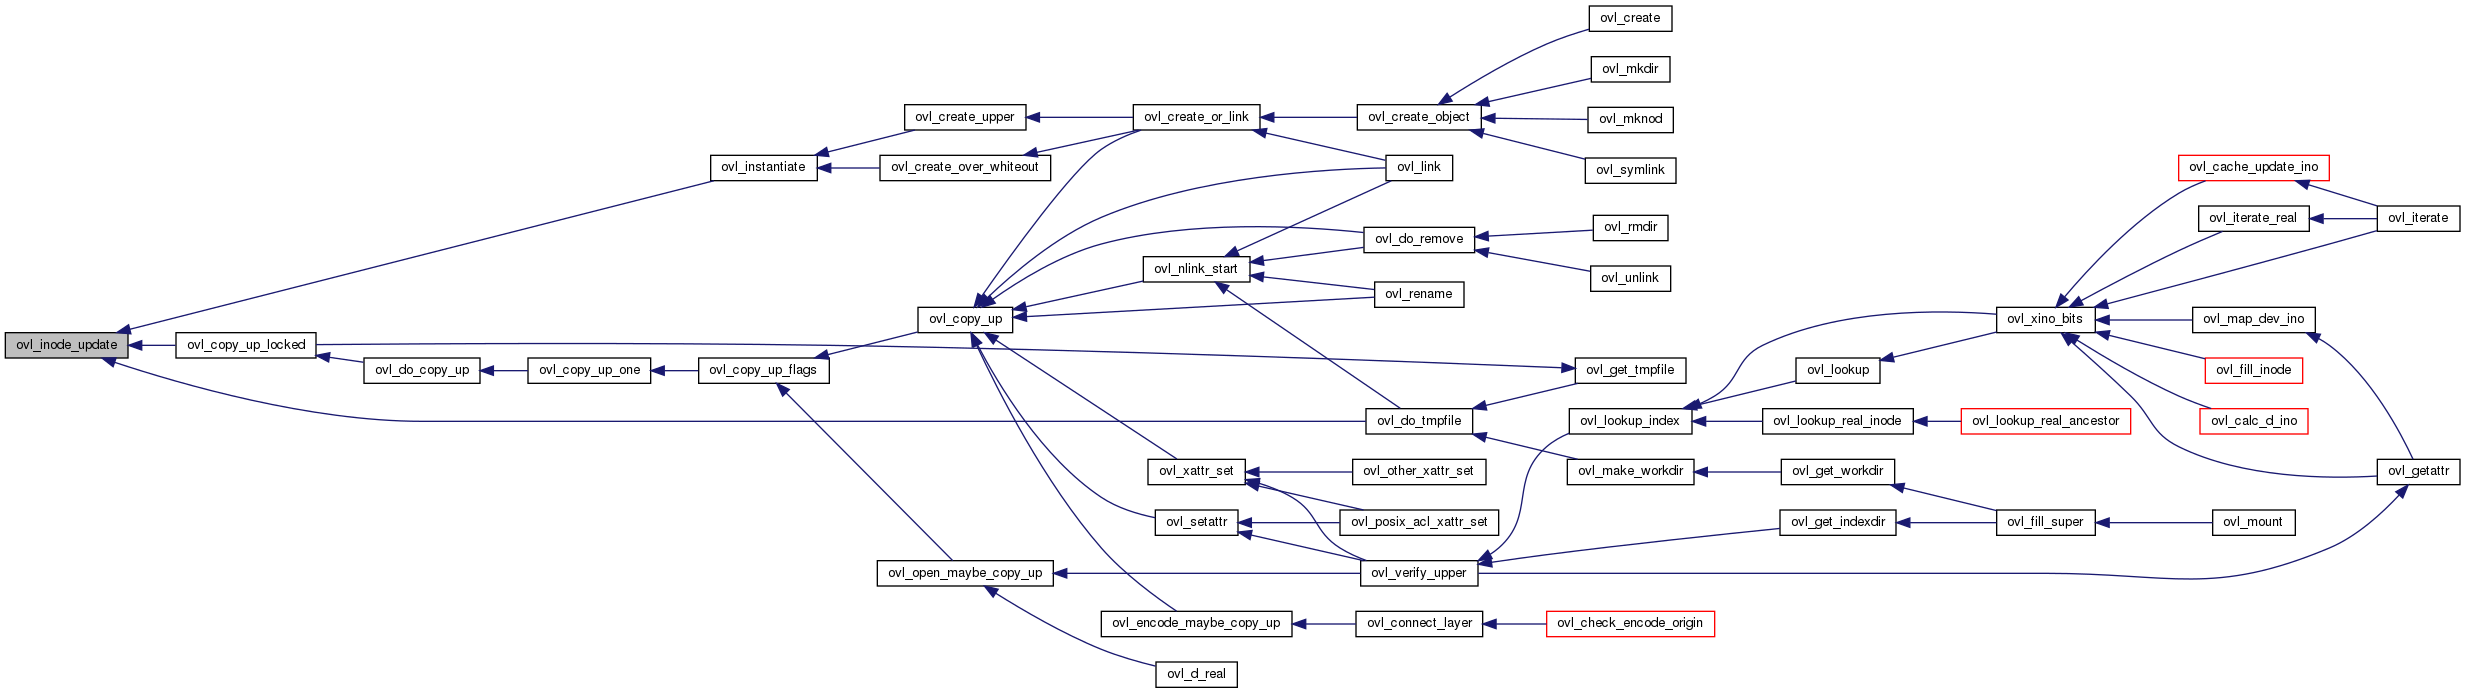 ovl_create
ovl_mkdir
ovl_create_upper
ovl_create_or_link
ovl_create_object
ovl_mknod
ovl_instantiate
ovl_create_over_whiteout
ovl_link
ovl_symlink
ovl_cache_update_ino
ovl_iterate_real
ovl_iterate
ovl_rmdir
ovl_do_remove
ovl_nlink_start
ovl_unlink
ovl_rename
ovl_copy_up
ovl_xino_bits
ovl_map_dev_ino
ovl_inode_update
ovl_copy_up_locked
ovl_do_copy_up
ovl_copy_up_one
ovl_copy_up_flags
ovl_get_tmpfile
ovl_lookup
ovl_fill_inode
ovl_do_tmpfile
ovl_lookup_index
ovl_lookup_real_inode
ovl_lookup_real_ancestor
ovl_calc_d_ino
ovl_xattr_set
ovl_other_xattr_set
ovl_make_workdir
ovl_get_workdir
ovl_getattr
ovl_setattr
ovl_posix_acl_xattr_set
ovl_get_indexdir
ovl_fill_super
ovl_mount
ovl_open_maybe_copy_up
ovl_verify_upper
ovl_encode_maybe_copy_up
ovl_connect_layer
ovl_check_encode_origin
ovl_d_real